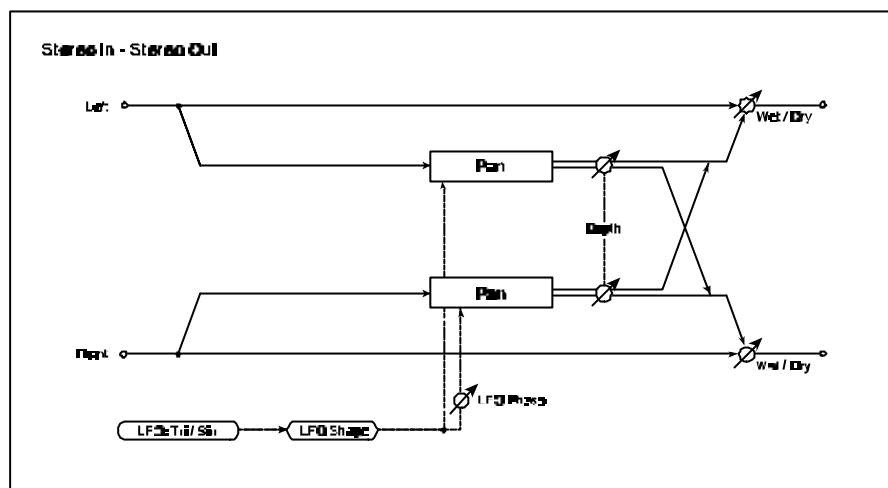 Stereo In - Stereo Out
Left
Wet / Dry
Pan
Depth
Pan
Right
Wet / Dry
LFO Phase
LFO: Tri / Sin
LFO Shape